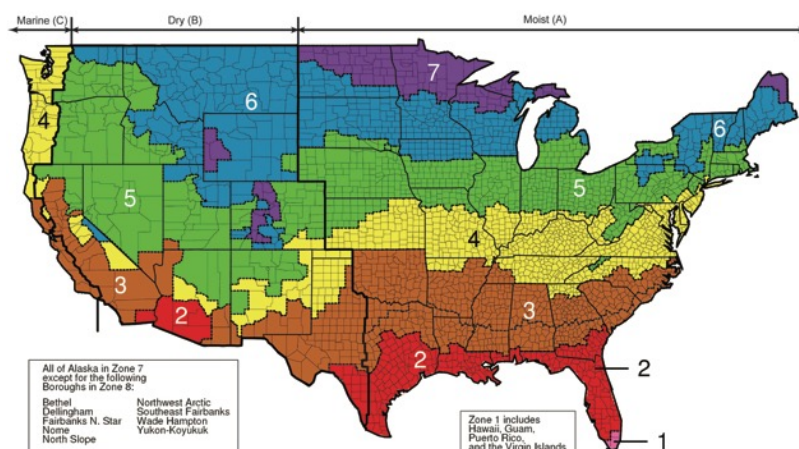 Marine (C)
Dry (B)
Moist (A)
7
6
6
4
5
5
4
3
3
2
2
2
1
All of Alaska in Zone 7
except for the following
Boroughs in Zone 8:
Bethel
Dellingham
Fairbanks N. Star
Nome
North Slope
Northwest Arctic
Southeast Fairbanks
Wade Hampton
Yukon-Koyukuk
Zone 1 includes
Hawaii, Guam,
Puerto Rico,
and the Virgin Islands